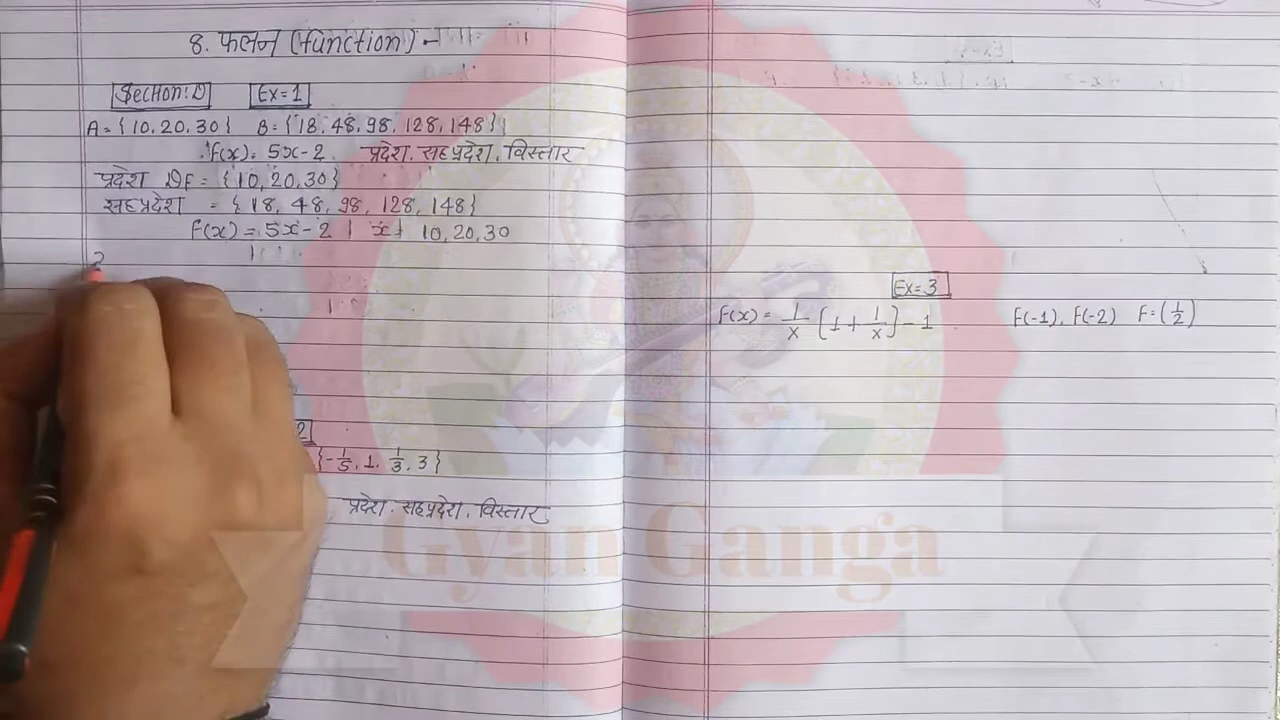 8. फलन (function) -
Section: D Ex=1
A = {10, 20, 30} B = {18, 48, 98, 128, 148}
f(x) = 5x-2 प्रदेश, सहप्रदेश, विस्तार
प्रदेश DF = {10, 20, 30}
सहप्रदेश = {18, 48, 98, 128, 148}
F(x) = 5x-2 | x+ 10, 20, 30
2
{-1/5, 1, 1/3, 3}
प्रदेश. सहप्रदेश. विस्तार
Ex=3
f(x) = 1/x [1 + 1/x] - 1 F(-1), F(-2) F=(1/2)
Gyan Ganga